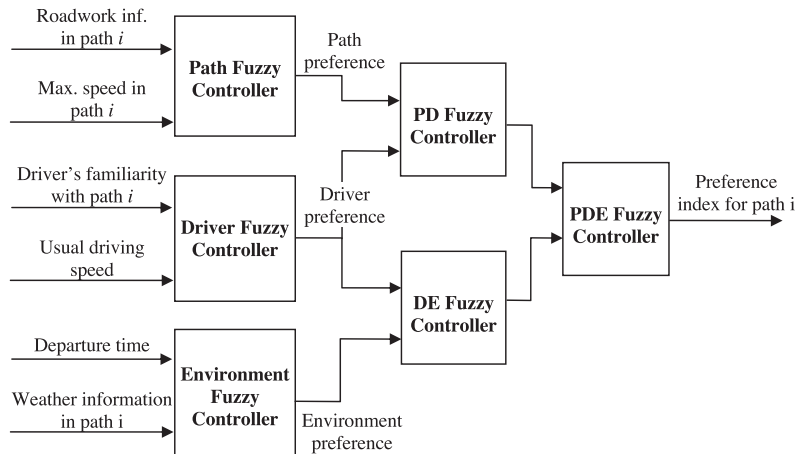 Roadwork inf.
in path i
Max. speed in
path i
Path Fuzzy
Controller
Path
preference
PD Fuzzy
Controller
Driver's familiarity
with path i
Usual driving
speed
Driver Fuzzy
Controller
Driver
preference
PDE Fuzzy
Controller
Preference
index for path i
DE Fuzzy
Controller
Departure time
Weather information
in path i
Environment
Fuzzy
Controller
Environment
preference